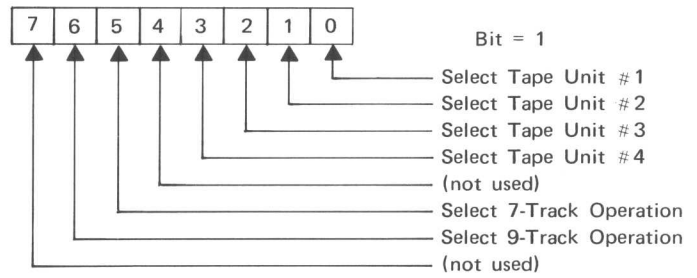 7 6 5 4 3 2 1 0
Bit = 1
Select Tape Unit #1
Select Tape Unit #2
Select Tape Unit #3
Select Tape Unit #4
(not used)
Select 7-Track Operation
Select 9-Track Operation
(not used)